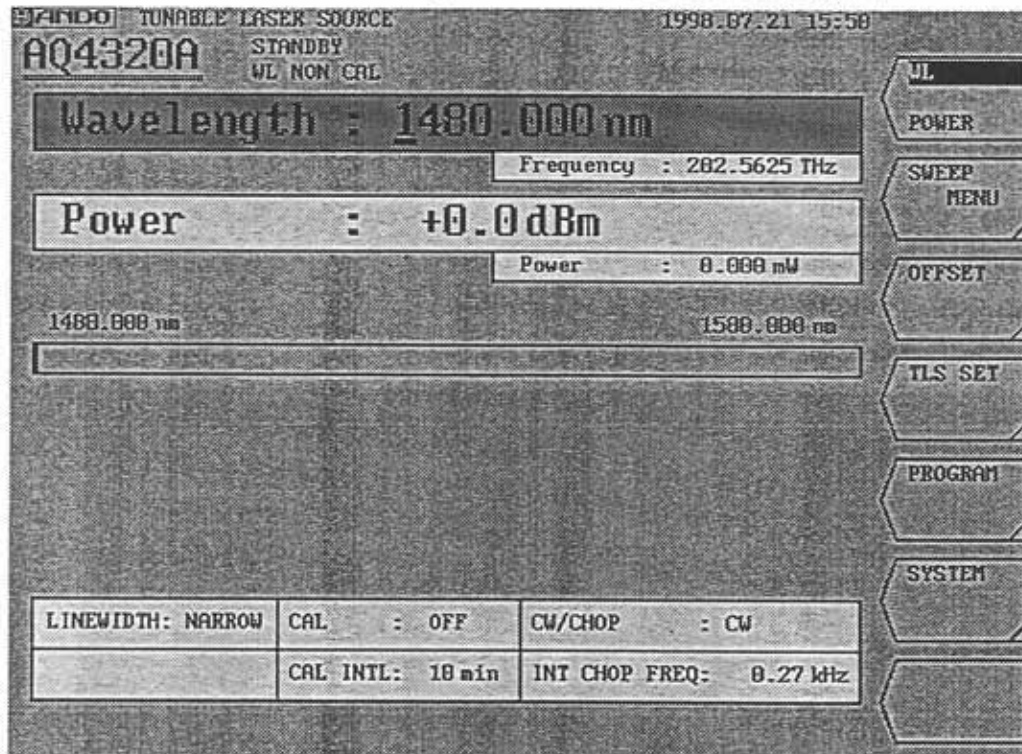 ANDO TUNABLE LASER SOURCE 1998.07.21 15:50
AQ4320A STANDBY
WL NON CAL
Wavelength : 1480.000 nm
Frequency : 202.5625 THz
Power : +0.0 dBm
Power : 0.000 mW
1480.000 nm 1580.000 nm
LINEWIDTH: NARROW CAL : OFF CW/CHOP : CW
CAL INTL: 10 min INT CHOP FREQ: 0.27 kHz
WL
POWER
SWEEP
MENU
OFFSET
TLS SET
PROGRAM
SYSTEM